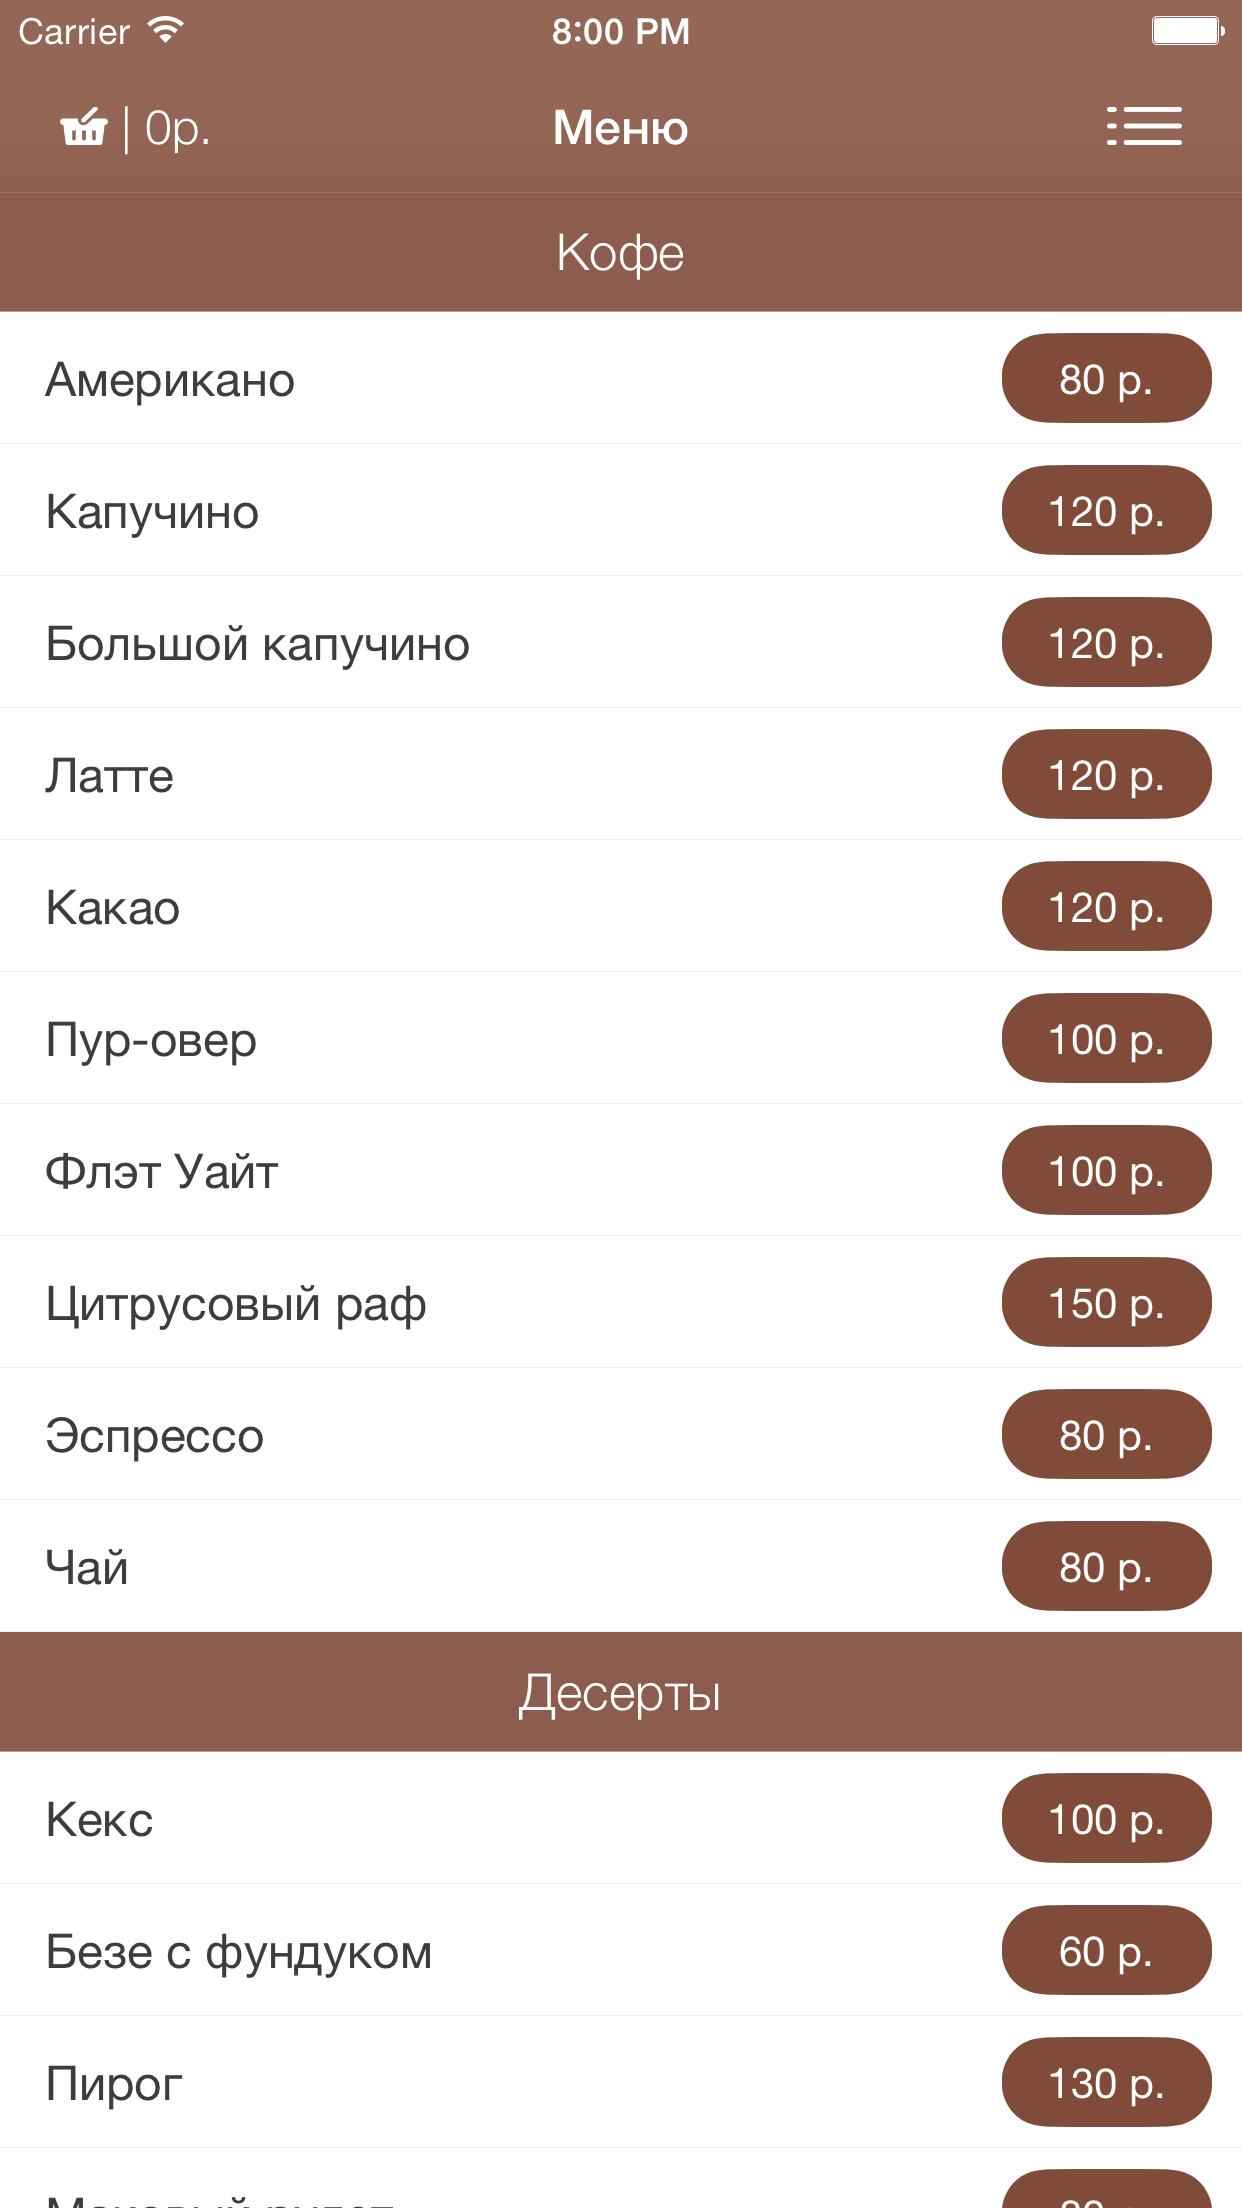 Carrier 8:00 PM
| 0р. Меню
Кофе
Американо 80 р.
Капучино 120 р.
Большой капучино 120 р.
Латте 120 р.
Какао 120 р.
Пур-овер 100 р.
Флэт Уайт 100 р.
Цитрусовый раф 150 р.
Эспрессо 80 р.
Чай 80 р.
Десерты
Кекс 100 р.
Безе с фундуком 60 р.
Пирог 130 р.